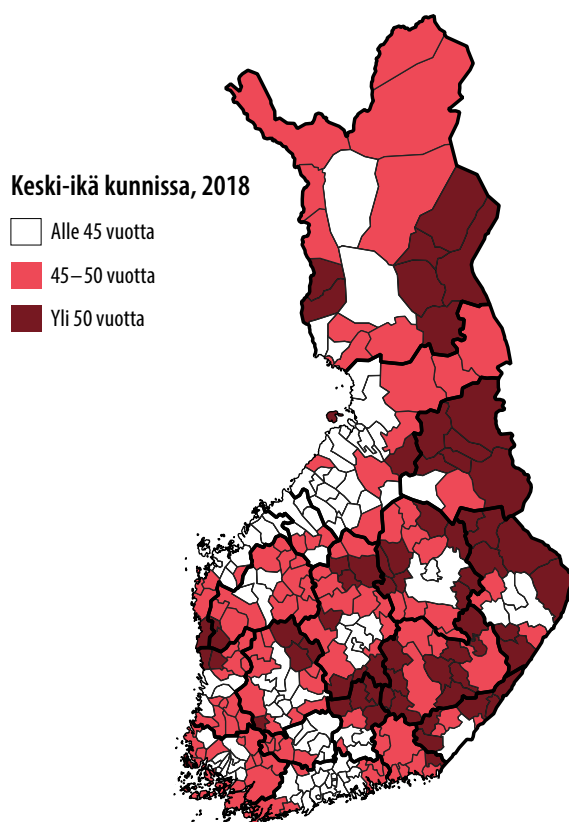 Keski-ikä kunnissa, 2018
Alle 45 vuotta
45–50 vuotta
Yli 50 vuotta